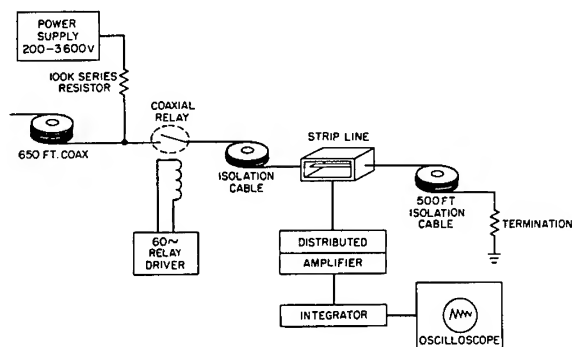 POWER
SUPPLY
200-3600V
100K SERIES
RESISTOR
COAXIAL
RELAY
650 FT. COAX
ISOLATION
CABLE
STRIP LINE
500 FT
ISOLATION
CABLE
TERMINATION
60~
RELAY
DRIVER
DISTRIBUTED
AMPLIFIER
INTEGRATOR
OSCILLOSCOPE